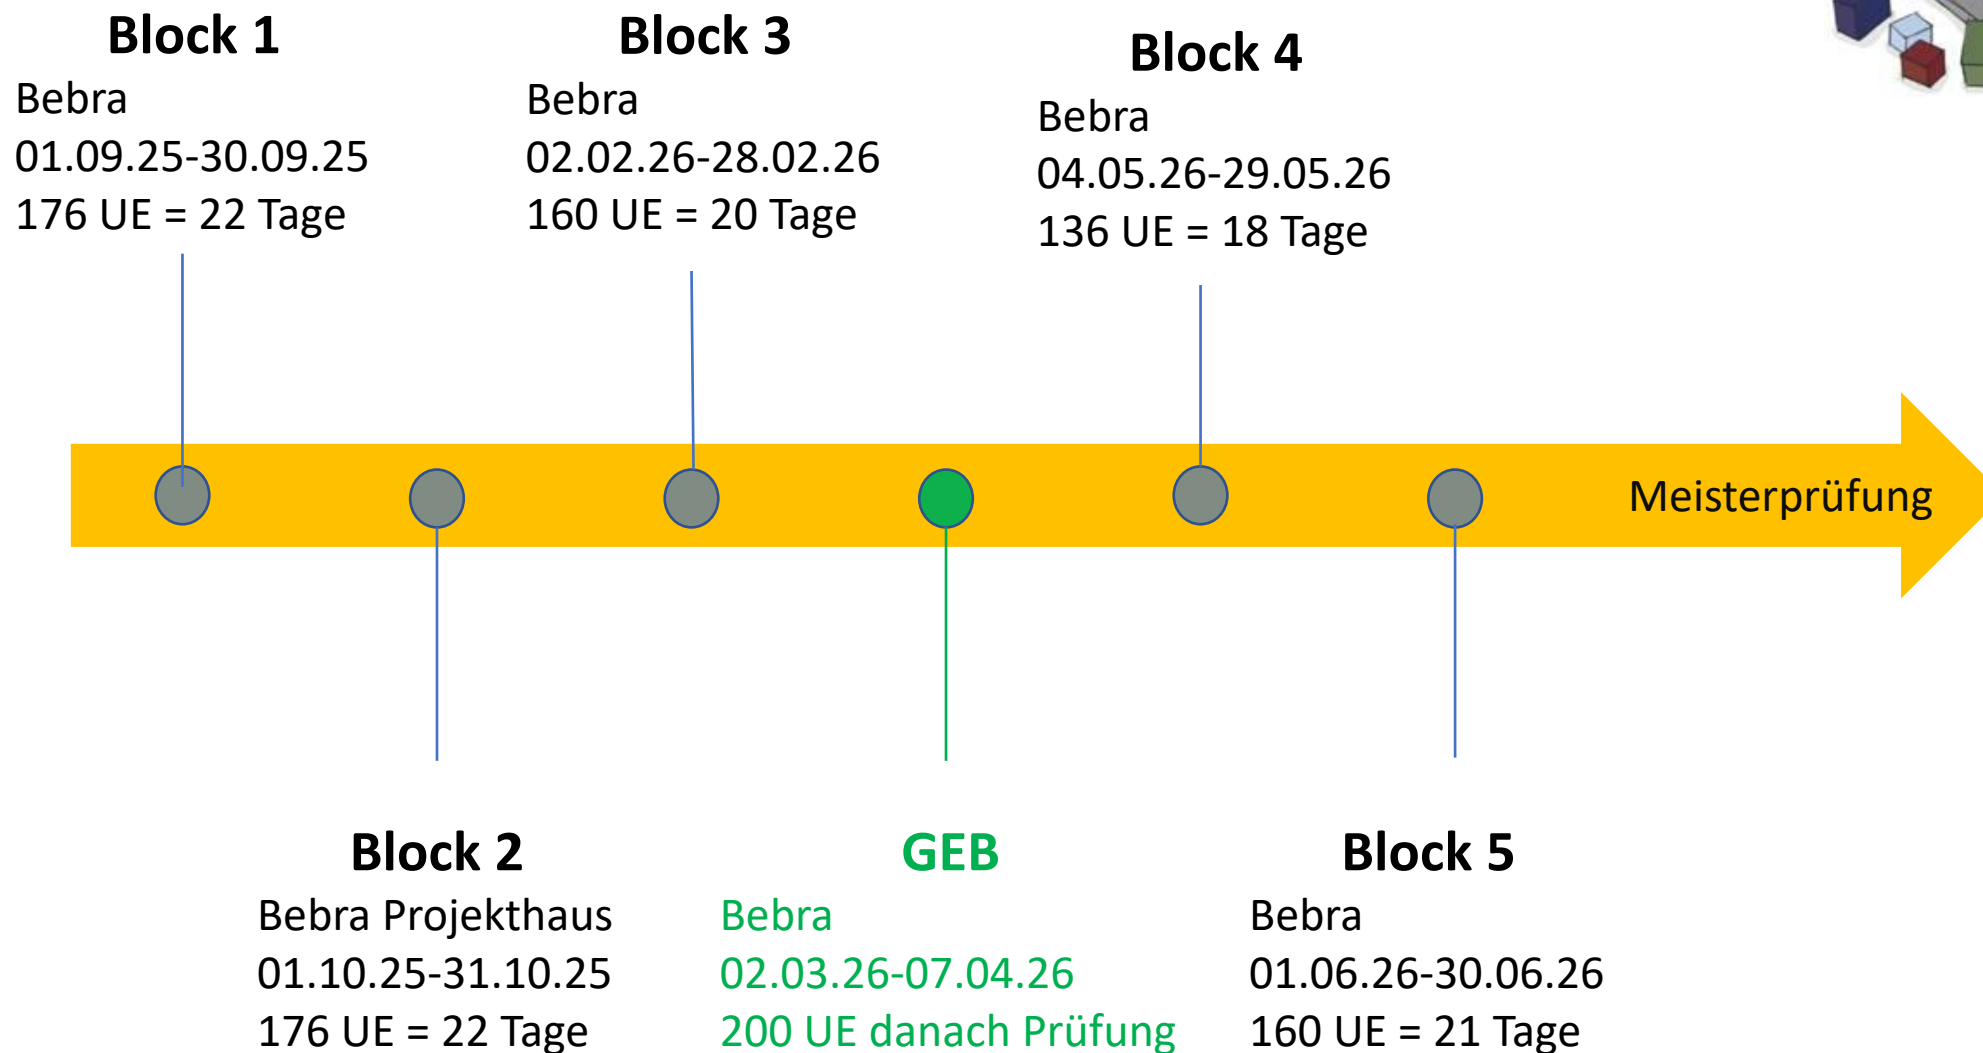 Block 1
Bebra
01.09.25-30.09.25
176 UE = 22 Tage
Block 3
Bebra
02.02.26-28.02.26
160 UE = 20 Tage
Block 4
Bebra
04.05.26-29.05.26
136 UE = 18 Tage
Meisterprüfung
Block 2
Bebra Projekthaus
01.10.25-31.10.25
176 UE = 22 Tage
GEB
Bebra
02.03.26-07.04.26
200 UE danach Prüfung
Block 5
Bebra
01.06.26-30.06.26
160 UE = 21 Tage